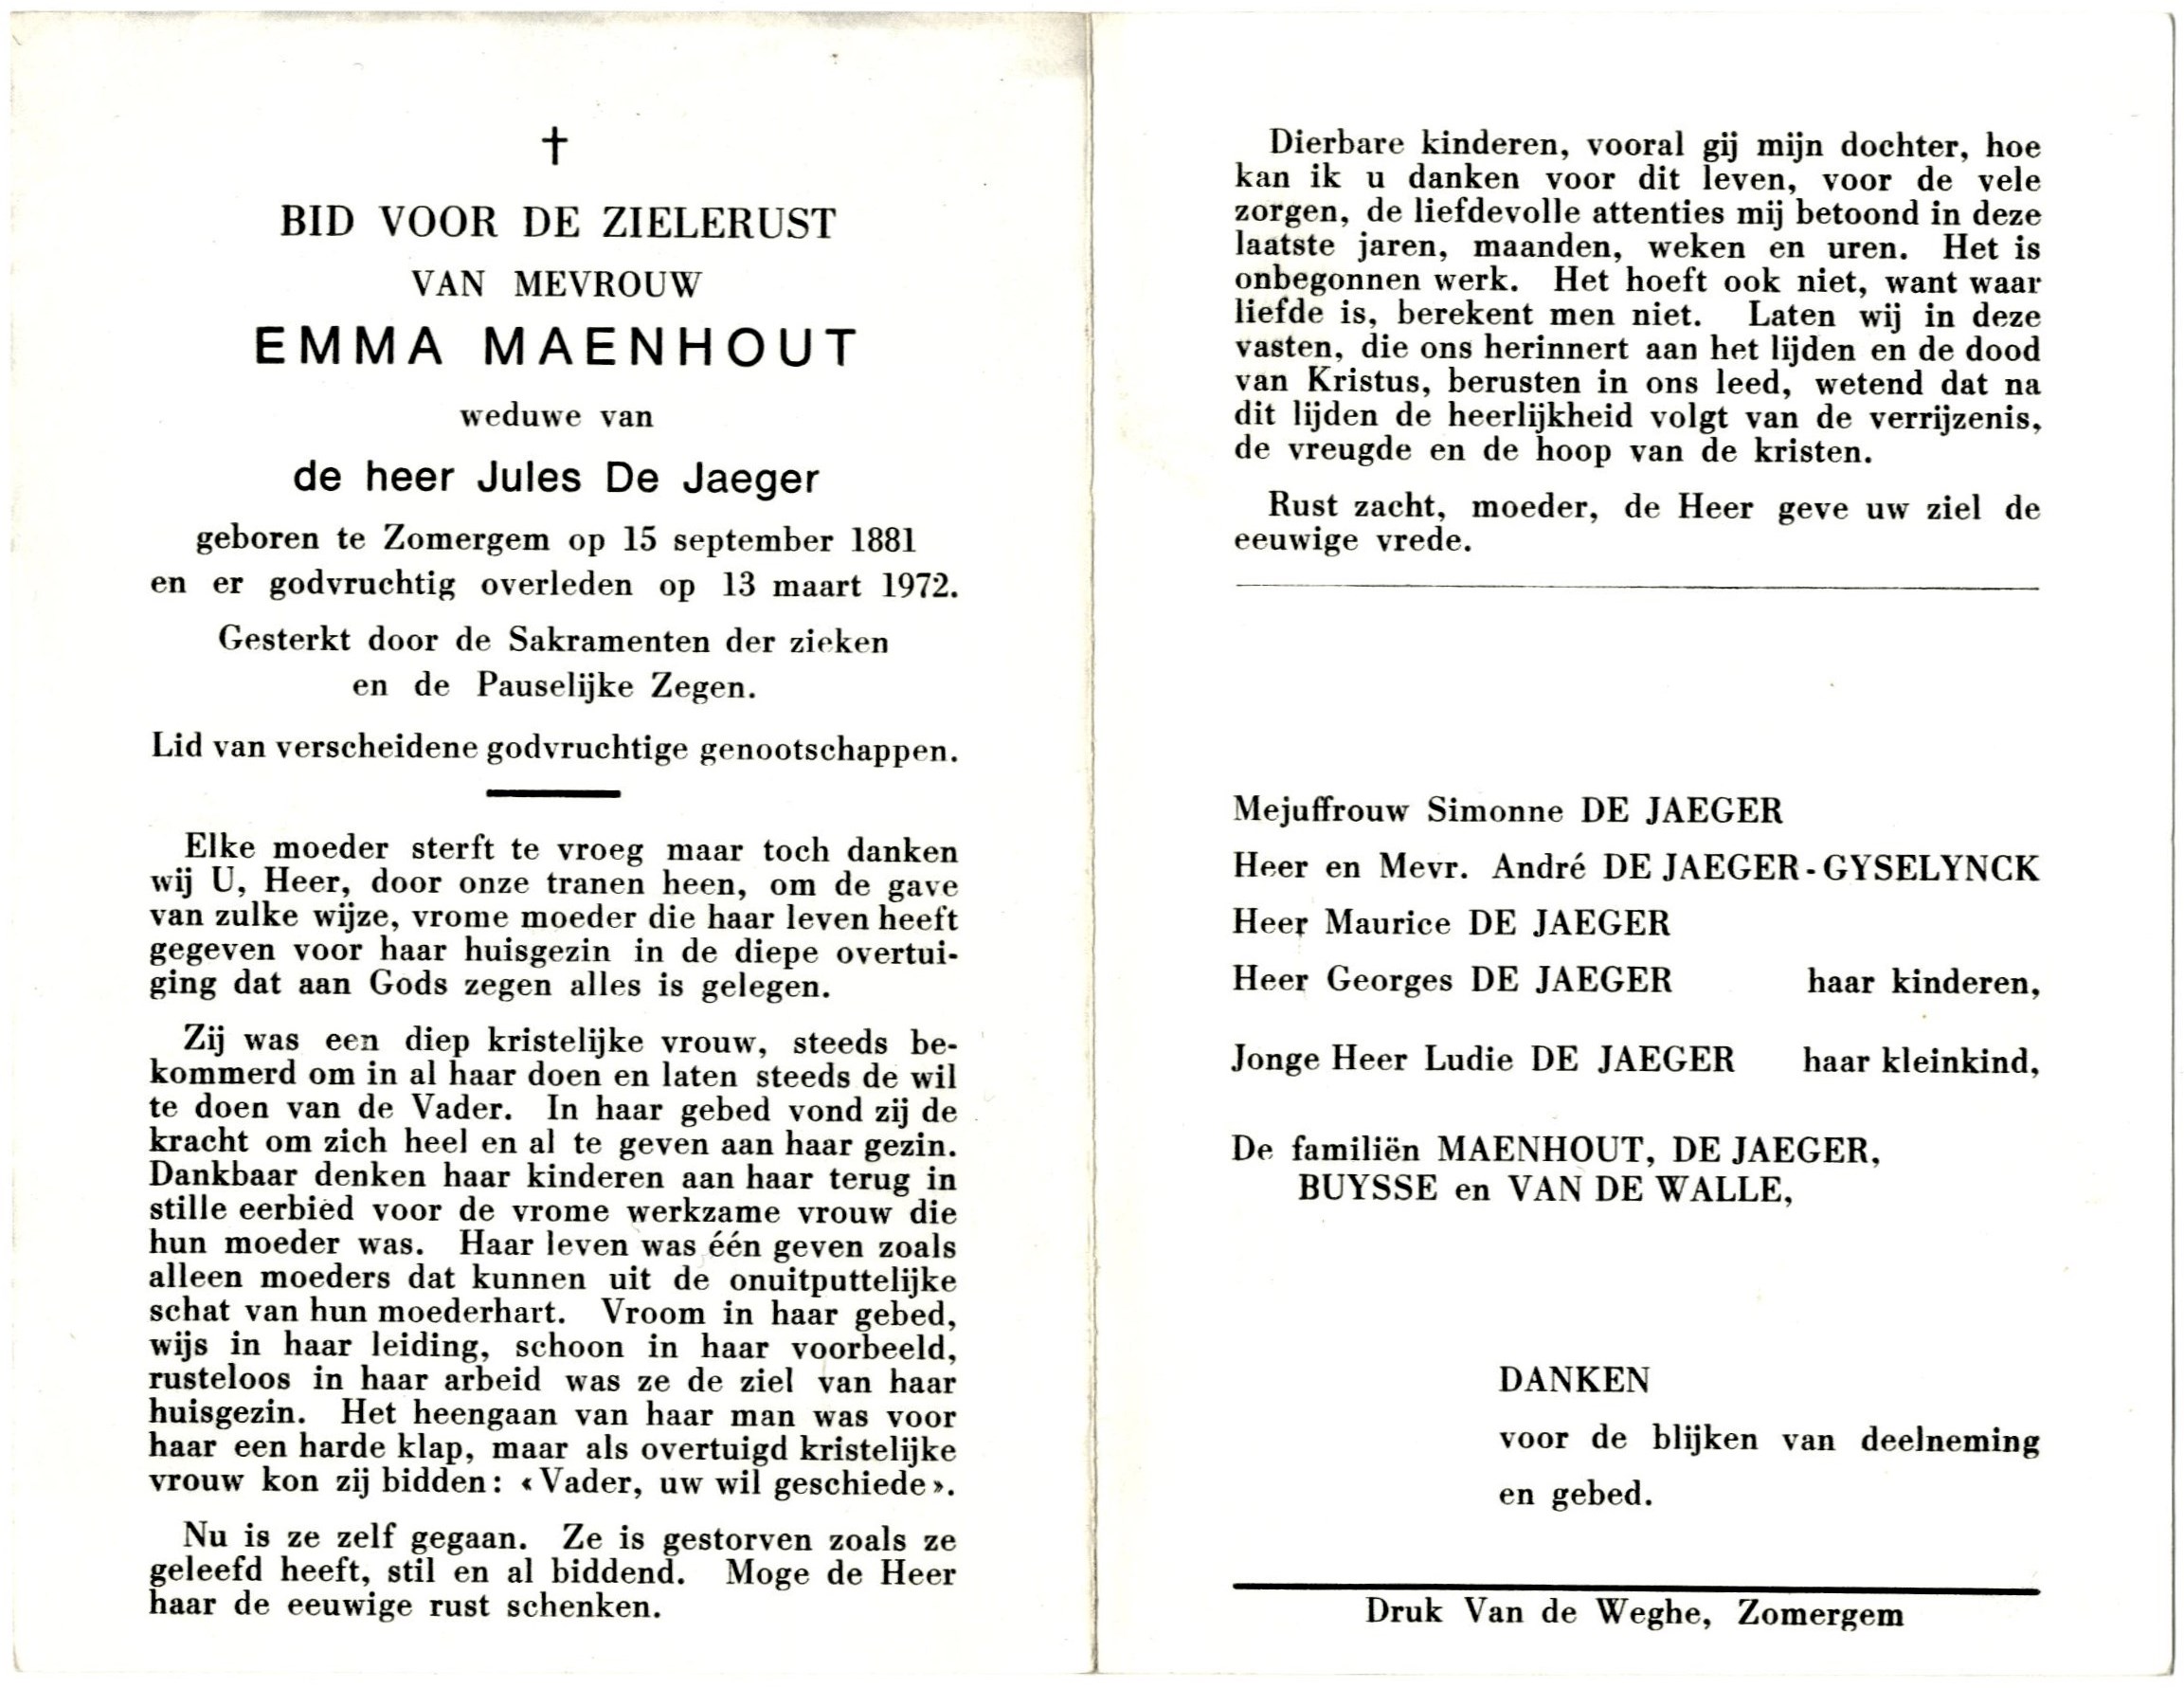 †
BID VOOR DE ZIELERUST
VAN MEVROUW
EMMA MAENHOUT
weduwe van
de heer Jules De Jaeger
geboren te Zomergem op 15 september 1881
en er godvruchtig overleden op 13 maart 1972.
Gesterkt door de Sakramenten der zieken
en de Pauselijke Zegen.
Lid van verscheidene godvruchtige genootschappen.
Elke moeder sterft te vroeg maar toch danken
wij U, Heer, door onze tranen heen, om de gave
van zulke wijze, vrome moeder die haar leven heeft
gegeven voor haar huisgezin in de diepe overtui-
ging dat aan Gods zegen alles is gelegen.
Zij was een diep kristelijke vrouw, steeds be-
kommerd om in al haar doen en laten steeds de wil
te doen van de Vader. In haar gebed vond zij de
kracht om zich heel en al te geven aan haar gezin.
Dankbaar denken haar kinderen aan haar terug in
stille eerbied voor de vrome werkzame vrouw die
hun moeder was. Haar leven was één geven zoals
alleen moeders dat kunnen uit de onuitputtelijke
schat van hun moederhart. Vroom in haar gebed,
wijs in haar leiding, schoon in haar voorbeeld,
rusteloos in haar arbeid was ze de ziel van haar
huisgezin. Het heengaan van haar man was voor
haar een harde klap, maar als overtuigd kristelijke
vrouw kon zij bidden: «Vader, uw wil geschiede».
Nu is ze zelf gegaan. Ze is gestorven zoals ze
geleefd heeft, stil en al biddend. Moge de Heer
haar de eeuwige rust schenken.
Dierbare kinderen, vooral gij mijn dochter, hoe
kan ik u danken voor dit leven, voor de vele
zorgen, de liefdevolle attenties mij betoond in deze
laatste jaren, maanden, weken en uren. Het is
onbegonnen werk. Het hoeft ook niet, want waar
liefde is, berekent men niet. Laten wij in deze
vasten, die ons herinnert aan het lijden en de dood
van Kristus, berusten in ons leed, wetend dat na
dit lijden de heerlijkheid volgt van de verrijzenis,
de vreugde en de hoop van de kristen.
Rust zacht, moeder, de Heer geve uw ziel de
eeuwige vrede.
Mejuffrouw Simonne DE JAEGER
Heer en Mevr. André DE JAEGER-GYSELYNCK
Heer Maurice DE JAEGER
Heer Georges DE JAEGER haar kinderen,
Jonge Heer Ludie DE JAEGER haar kleinkind,
De familiën MAENHOUT, DE JAEGER,
BUYSSE en VAN DE WALLE,
DANKEN
voor de blijken van deelneming
en gebed.
Druk Van de Weghe, Zomergem